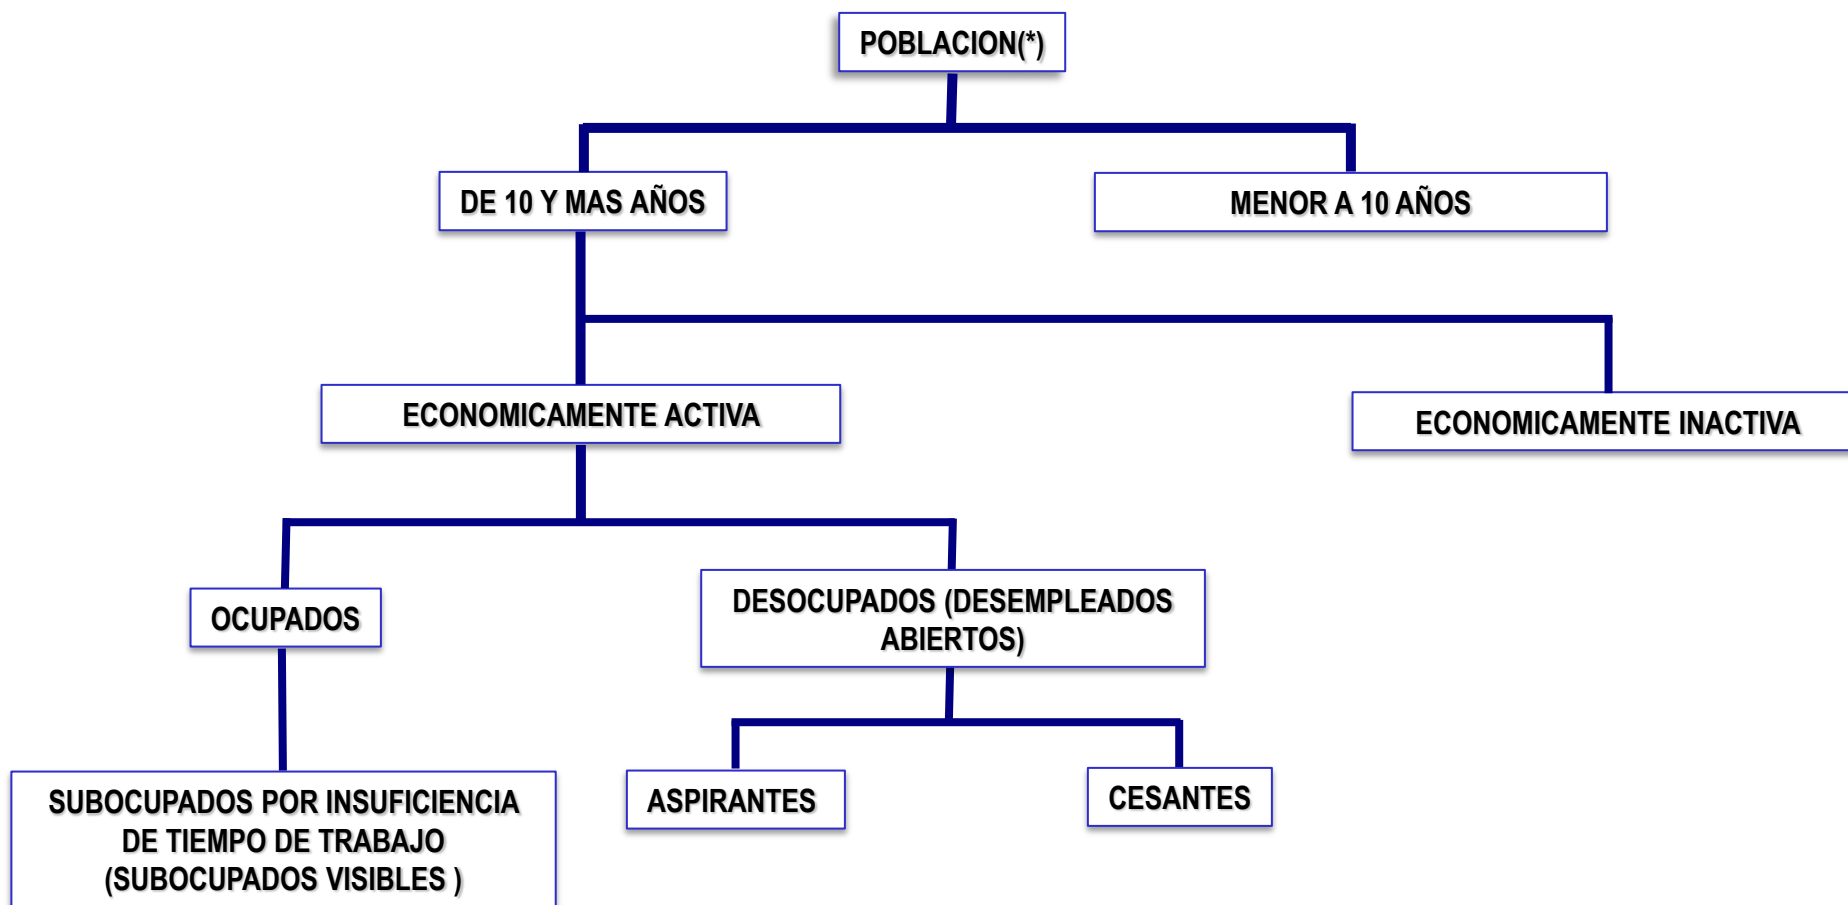 POBLACION(*)
DE 10 Y MAS AÑOS
MENOR A 10 AÑOS
ECONOMICAMENTE ACTIVA
ECONOMICAMENTE INACTIVA
OCUPADOS
DESOCUPADOS (DESEMPLEADOS
ABIERTOS)
SUBOCUPADOS POR INSUFICIENCIA
DE TIEMPO DE TRABAJO
(SUBOCUPADOS VISIBLES )
ASPIRANTES
CESANTES